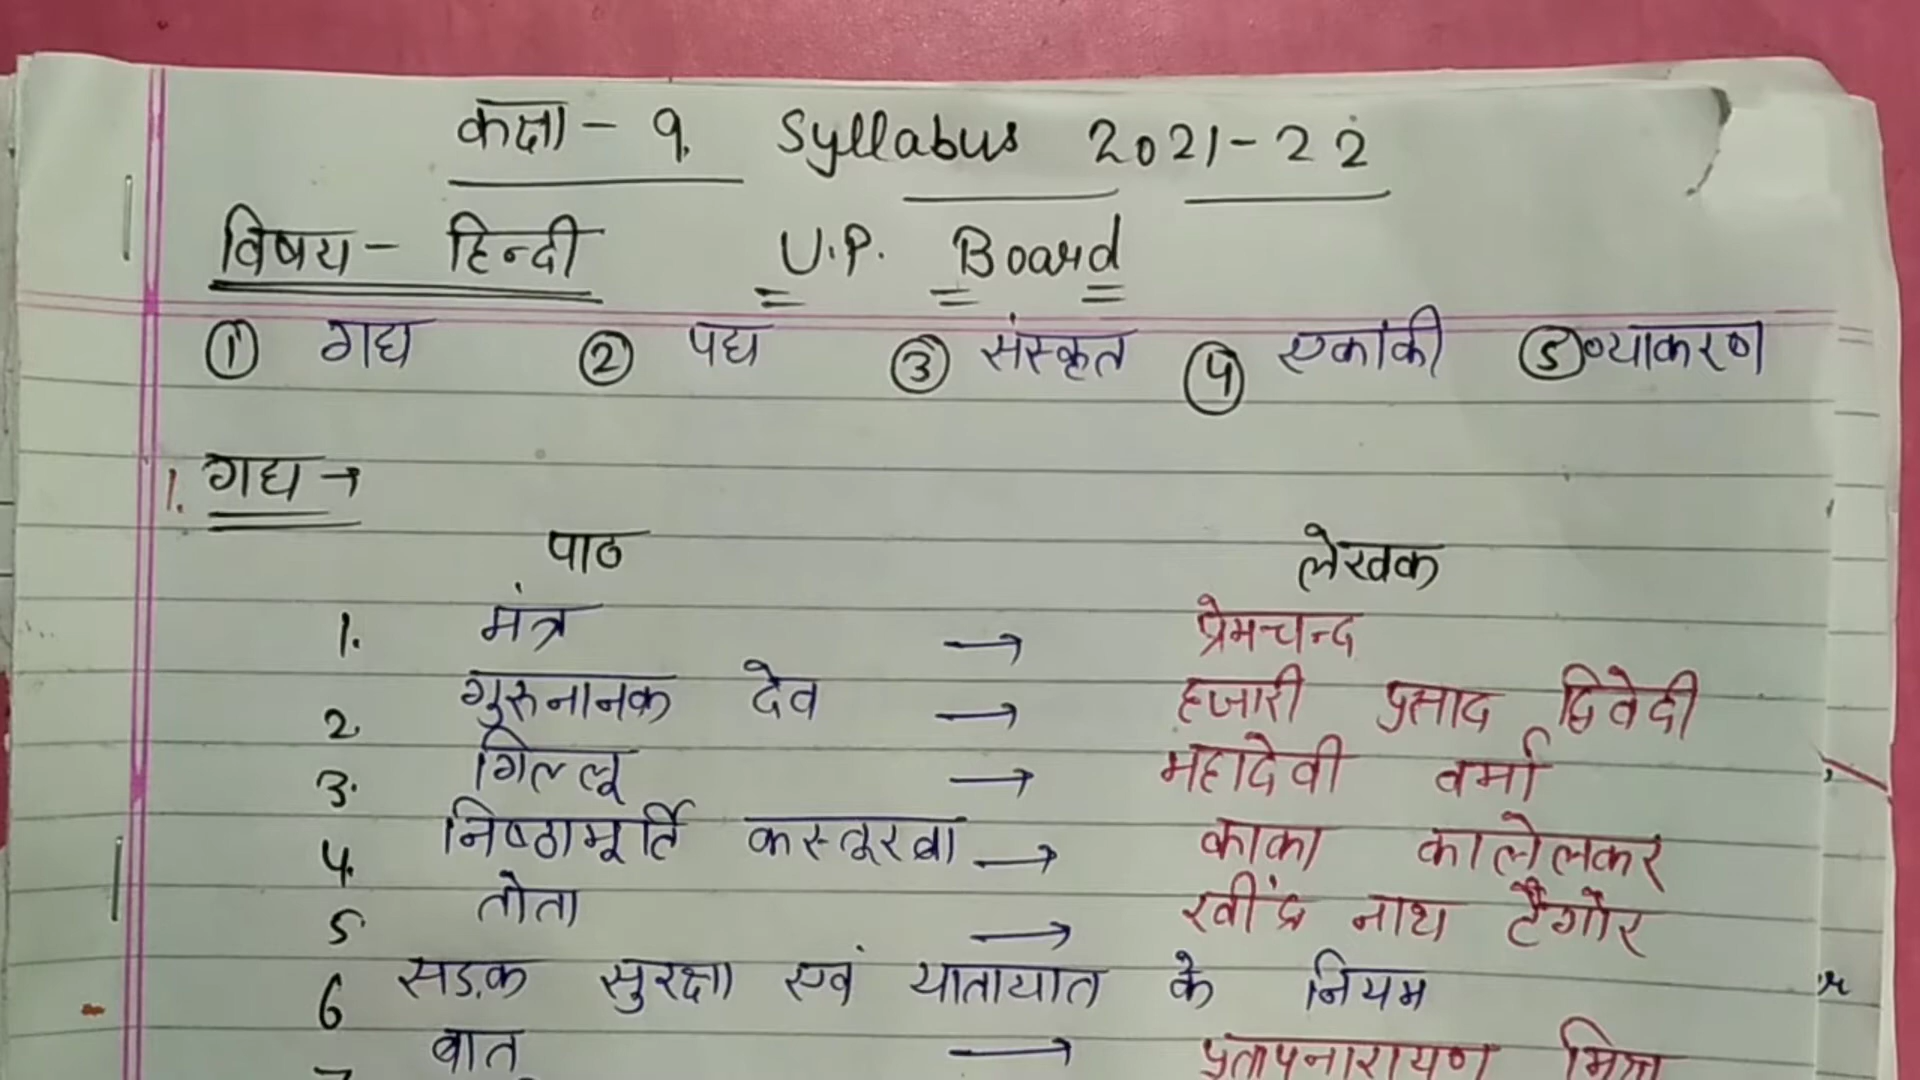 कक्षा - 9. Syllabus 2021-22
विषय - हिन्दी U.P. Board
① गद्य ② पद्य ③ संस्कृत ④ एकांकी ⑤ व्याकरण
1. गद्य →
पाठ लेखक
1. मंत्र → प्रेमचन्द
2. गुरुनानक देव → हजारी प्रसाद द्विवेदी
3. गिल्लू → महादेवी वर्मा
4. निष्ठामूर्ति कस्तूरबा → काका कालेलकर
5. तोता → रवींद्र नाथ टैगोर
6 सड़क सुरक्षा एवं यातायात के नियम
7 बात → प्रतापनारायण मिश्र